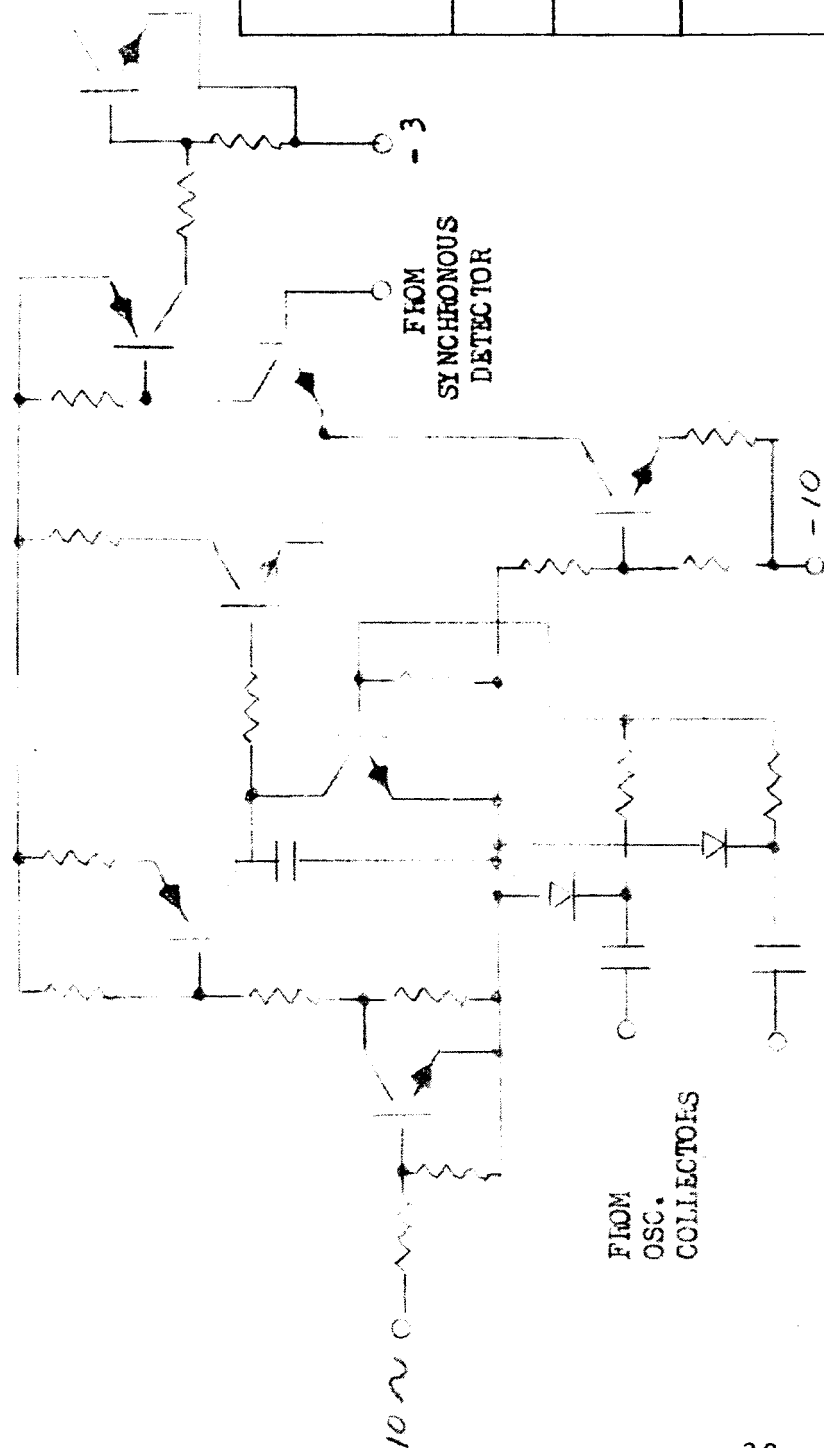 -3
FROM
SYNCHRONOUS
DETECTOR
-10
10 ~
FROM
OSC.
COLLECTORS